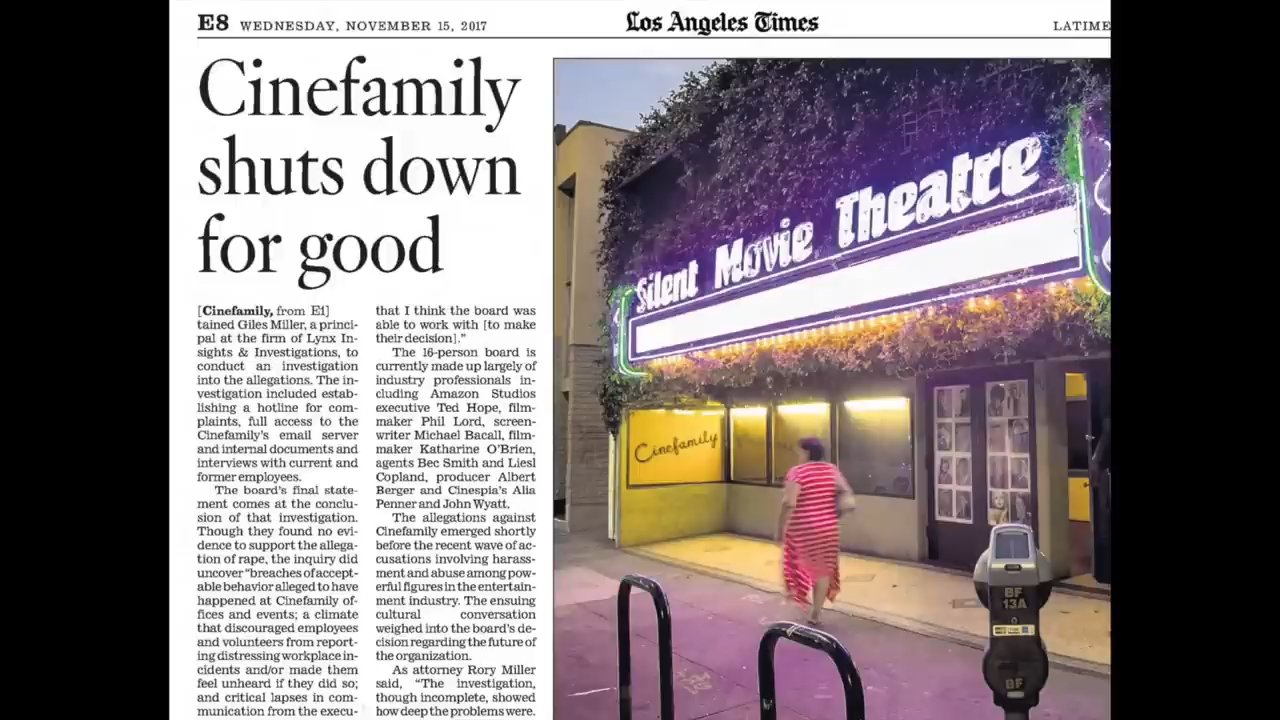 E8 WEDNESDAY, NOVEMBER 15, 2017
Los Angeles Times
LATIME
Cinefamily
shuts down
for good
[Cinefamily, from E1]
tained Giles Miller, a princi-
pal at the firm of Lynx In-
sights & Investigations, to
conduct an investigation
into the allegations. The in-
vestigation included estab-
lishing a hotline for com-
plaints, full access to the
Cinefamily's email server
and internal documents and
interviews with current and
former employees.
The board's final state-
ment comes at the conclu-
sion of that investigation.
Though they found no evi-
dence to support the allega-
tion of rape, the inquiry did
uncover "breaches of accept-
able behavior alleged to have
happened at Cinefamily of-
fices and events; a climate
that discouraged employees
and volunteers from report-
ing distressing workplace in-
cidents and/or made them
feel unheard if they did so;
and critical lapses in com-
munication from the execu-
that I think the board was
able to work with [to make
their decision]."
The 16-person board is
currently made up largely of
industry professionals in-
cluding Amazon Studios
executive Ted Hope, film-
maker Phil Lord, screen-
writer Michael Bacall, film-
maker Katharine O'Brien,
agents Bec Smith and Liesl
Copland, producer Albert
Berger and Cinespia's Alia
Penner and John Wyatt.
The allegations against
Cinefamily emerged shortly
before the recent wave of ac-
cusations involving harass-
ment and abuse among pow-
erful figures in the entertain-
ment industry. The ensuing
cultural conversation
weighed into the board's de-
cision regarding the future of
the organization.
As attorney Rory Miller
said, "The investigation,
though incomplete, showed
how deep the problems were.
Silent Movie Theatre
Cinefamily
BF
13A
BF